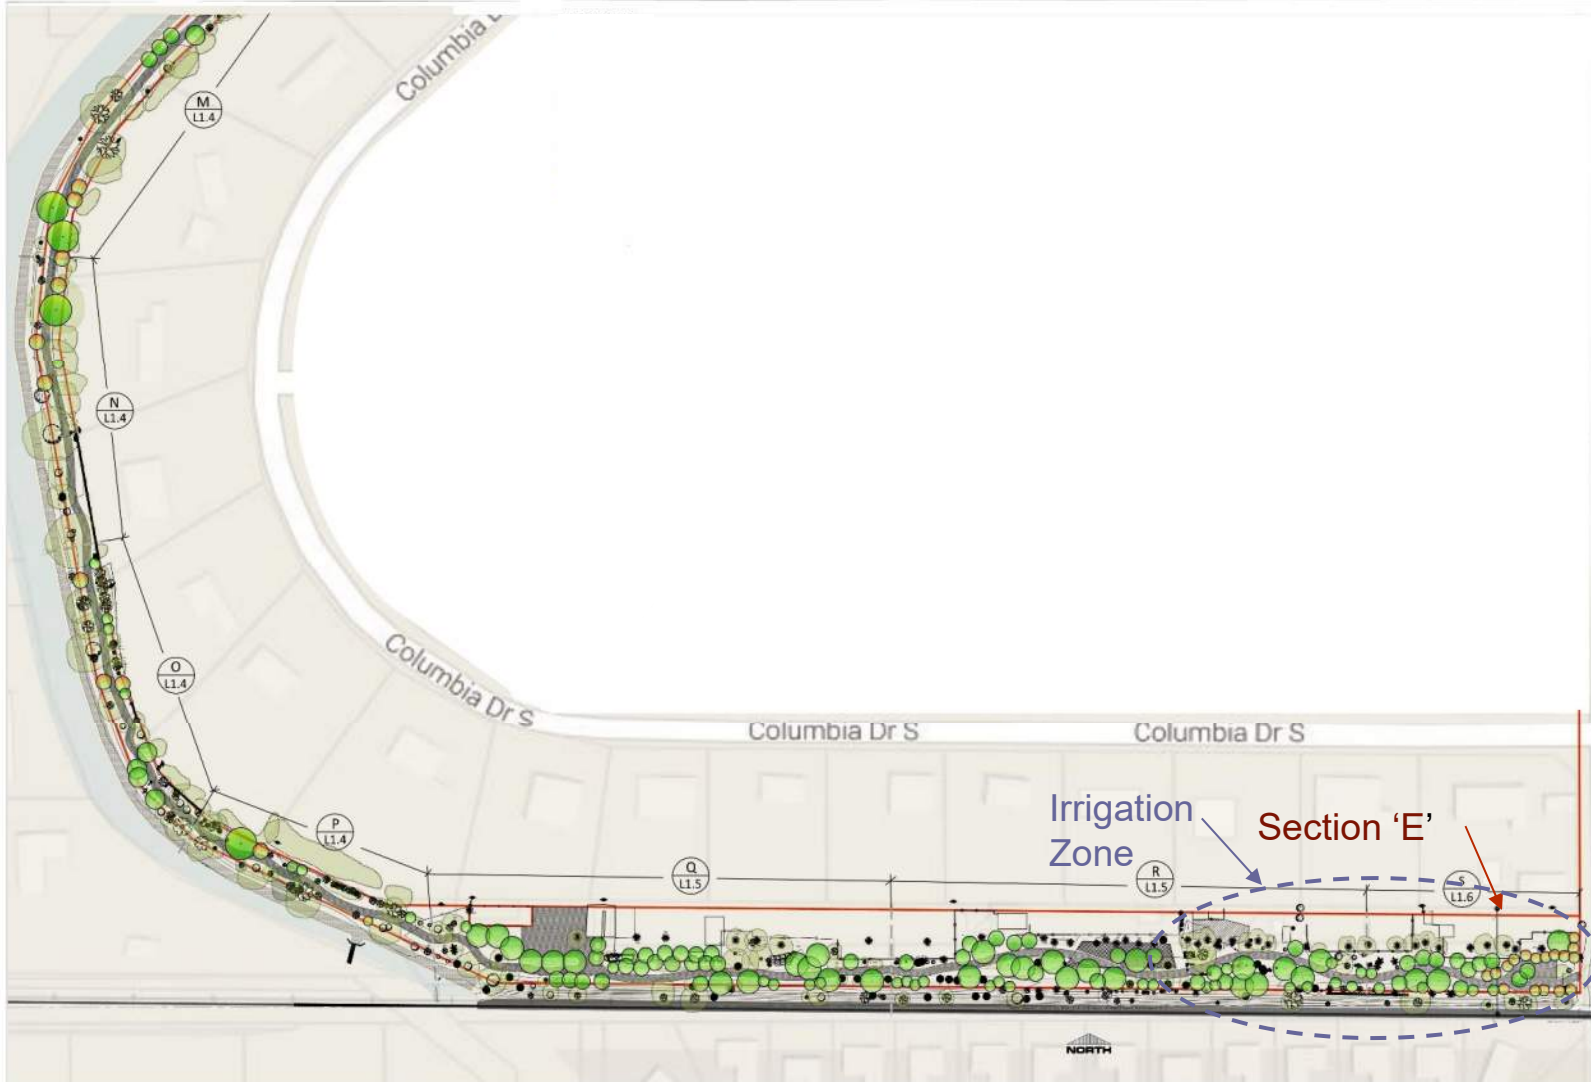 Columbia D
M
L1.4
N
L1.4
O
L1.4
Columbia Dr S
Columbia Dr S
Columbia Dr S
Irrigation
Zone
Section ‘E’
P
L1.4
Q
L1.5
R
L1.5
S
L1.6
NORTH